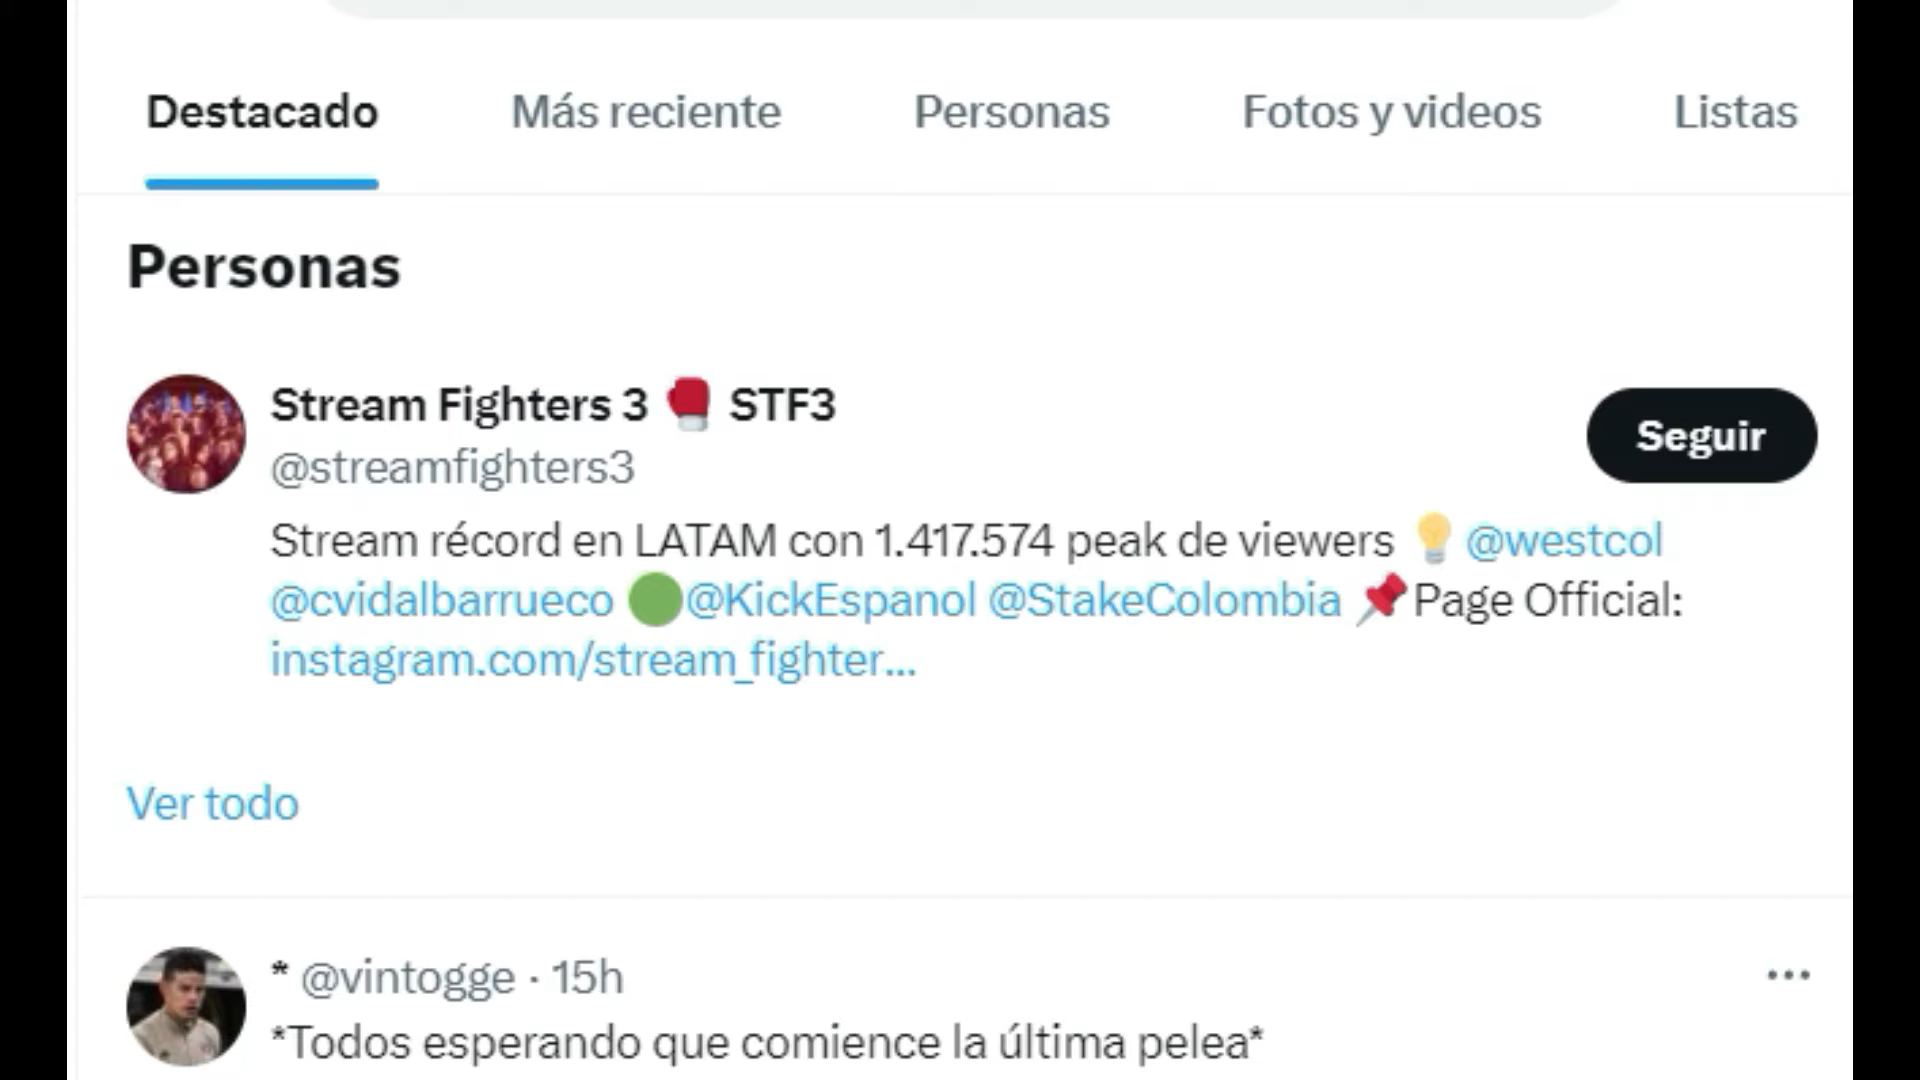 Destacado Más reciente Personas Fotos y videos Listas
Personas
Stream Fighters 3 🥊 STF3
@streamfighters3
Seguir
Stream récord en LATAM con 1.417.574 peak de viewers 💡 @westcol
@cvidalbarrueco 🟢@KickEspanol @StakeColombia 📌Page Official:
instagram.com/stream_fighter...
Ver todo
* @vintogge · 15h
*Todos esperando que comience la última pelea*